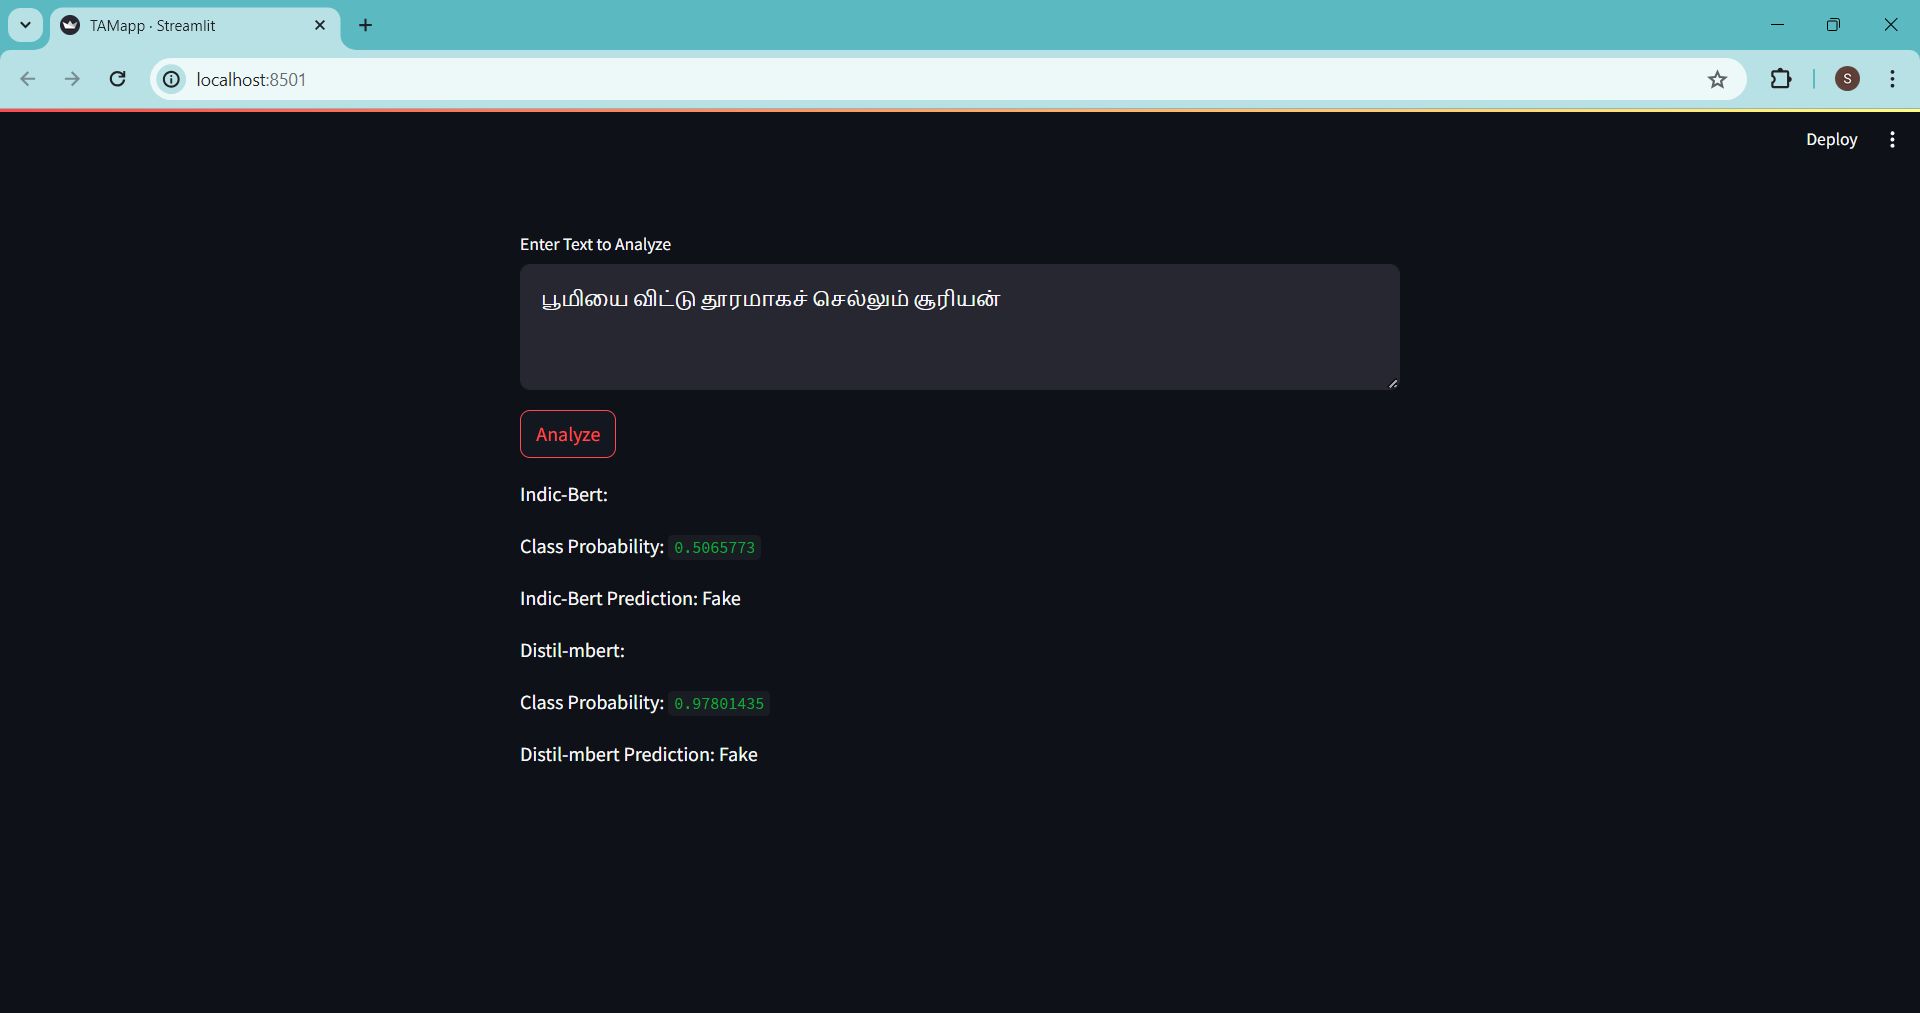 TAMapp · Streamlit
localhost:8501
S
Deploy
Enter Text to Analyze
பூமியை விட்டு தூரமாகச் செல்லும் சூரியன்
Analyze
Indic-Bert:
Class Probability: 0.5065773
Indic-Bert Prediction: Fake
Distil-mbert:
Class Probability: 0.97801435
Distil-mbert Prediction: Fake